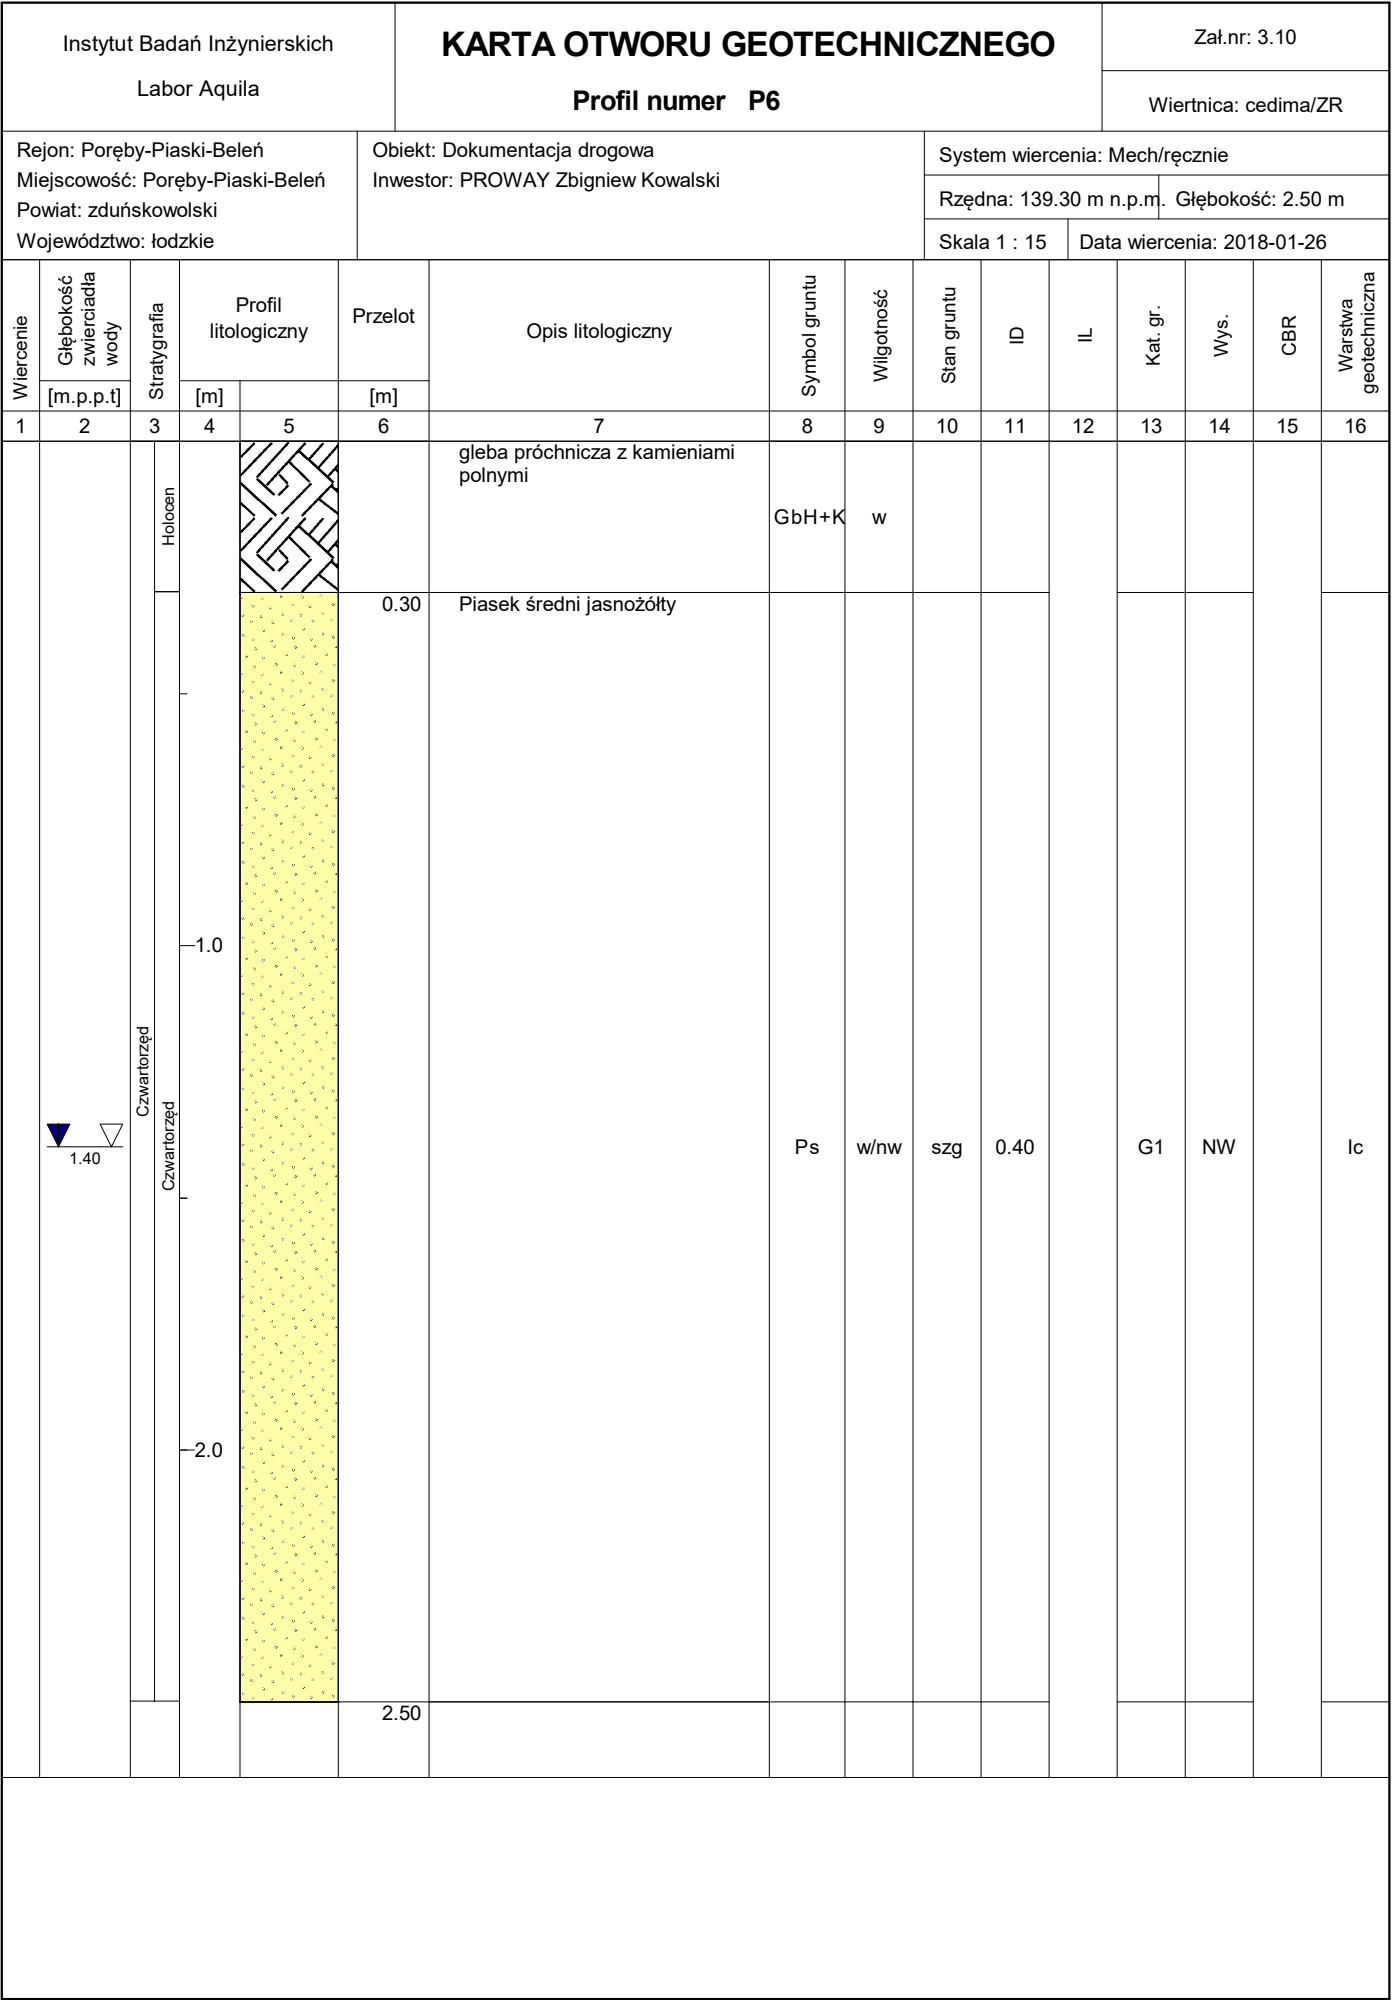 Instytut Badań Inżynierskich
Labor Aquila
KARTA OTWORU GEOTECHNICZNEGO
Profil numer P6
Zał.nr: 3.10
Wiertnica: cedima/ZR
Rejon: Poręby-Piaski-Beleń
Miejscowość: Poręby-Piaski-Beleń
Powiat: zduńskowolski
Województwo: łodzkie
Obiekt: Dokumentacja drogowa
Inwestor: PROWAY Zbigniew Kowalski
System wiercenia: Mech/ręcznie
Rzędna: 139.30 m n.p.m. Głębokość: 2.50 m
Skala 1 : 15 Data wiercenia: 2018-01-26
Wiercenie
Głębokość
zwierciadła
wody
[m.p.p.t]
Stratygrafia
Profil
litologiczny
[m]
Przelot
[m]
Opis litologiczny
Symbol gruntu
Wilgotność
Stan gruntu
ID
IL
Kat. gr.
Wys.
CBR
Warstwa
geotechniczna
1 2 3 4 5 6 7 8 9 10 11 12 13 14 15 16
Holocen
gleba próchnicza z kamieniami
polnymi
GbH+K w
0.30 Piasek średni jasnożółty
1.0
Czwartorzęd
Czwartorzęd
1.40
Ps w/nw szg 0.40 G1 NW Ic
2.0
2.50